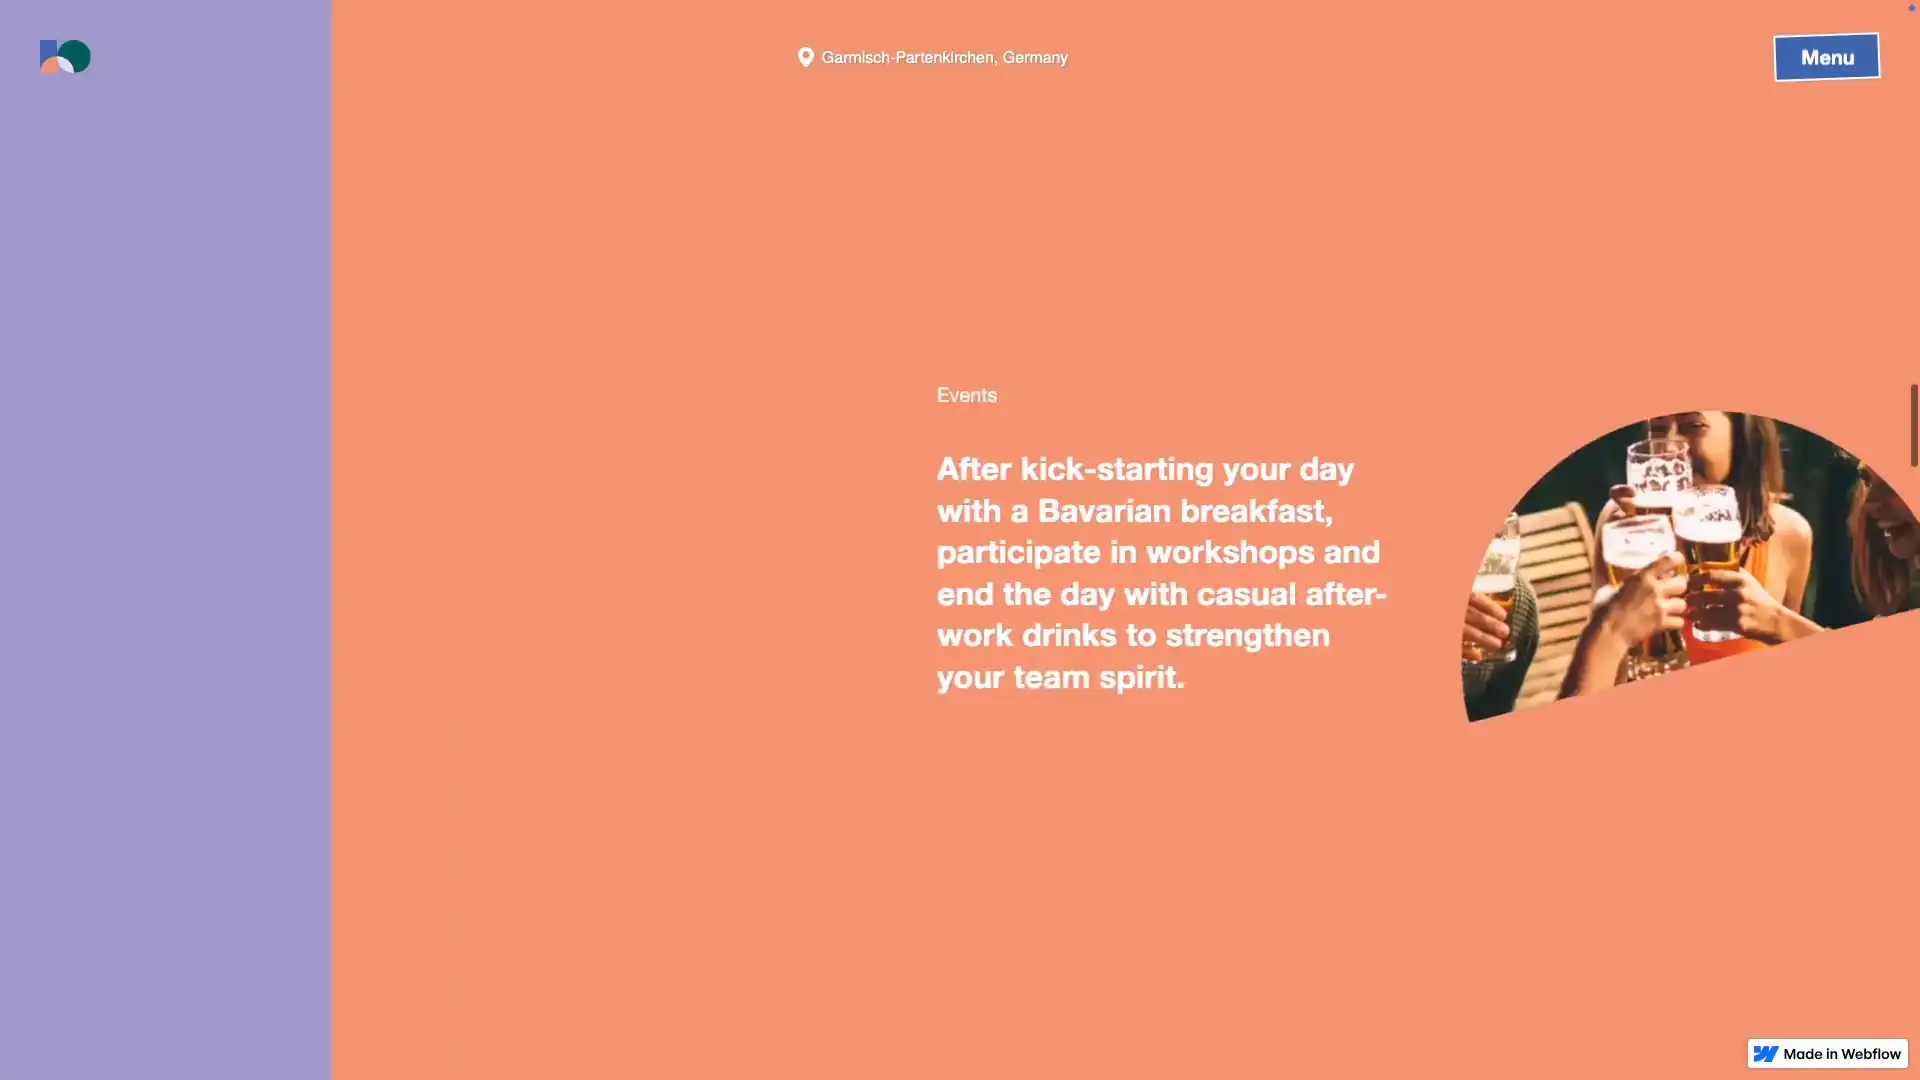 Garmisch-Partenkirchen, Germany
Menu
Events
After kick-starting your day
with a Bavarian breakfast,
participate in workshops and
end the day with casual after-
work drinks to strengthen
your team spirit.
Made in Webflow